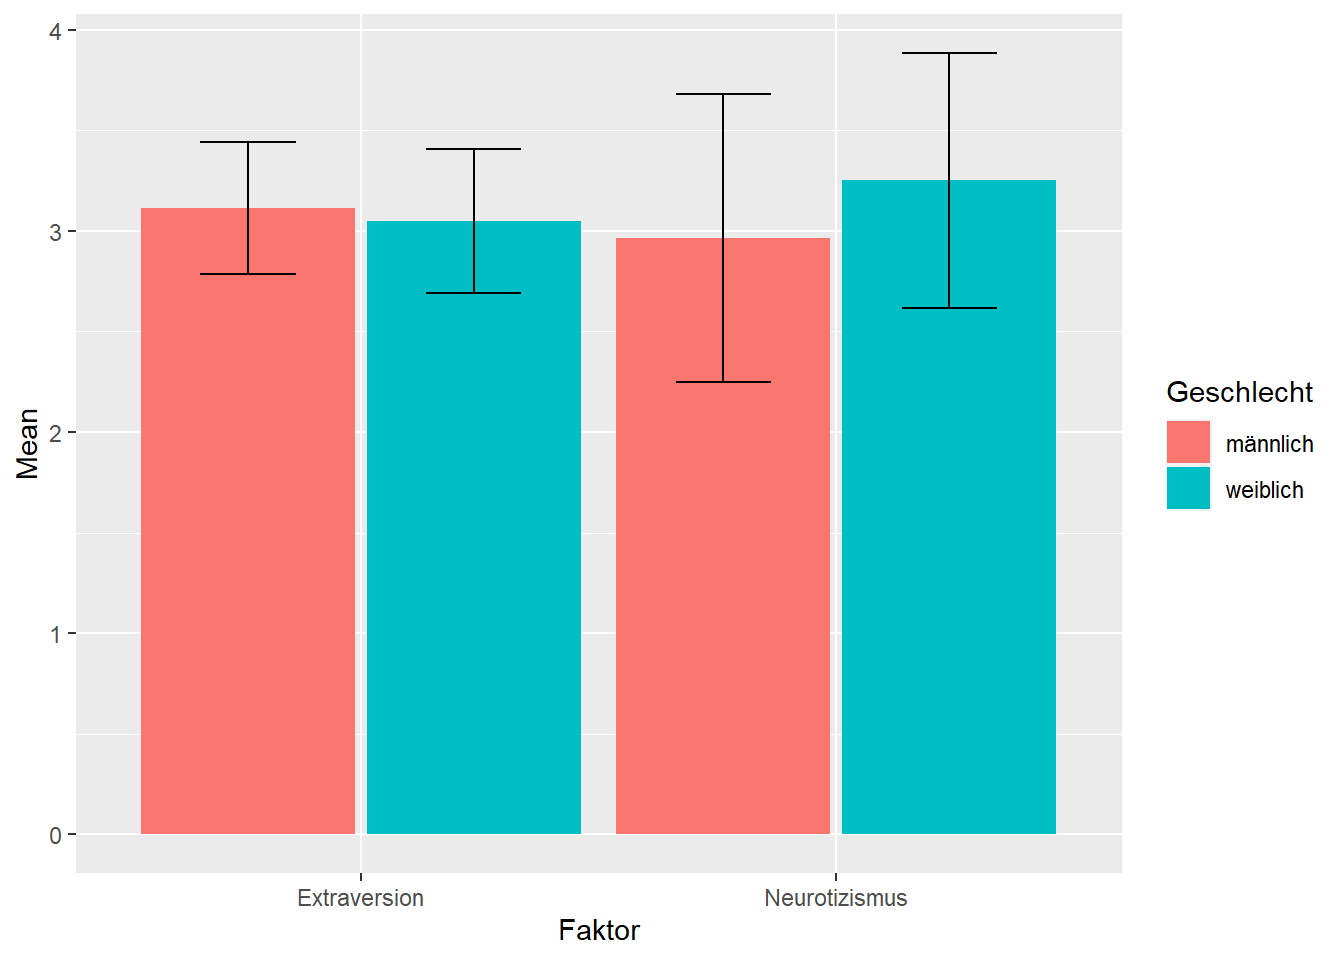 4
3
2
1
0
Mean
Extraversion
Neurotizismus
Faktor
Geschlecht
männlich
weiblich